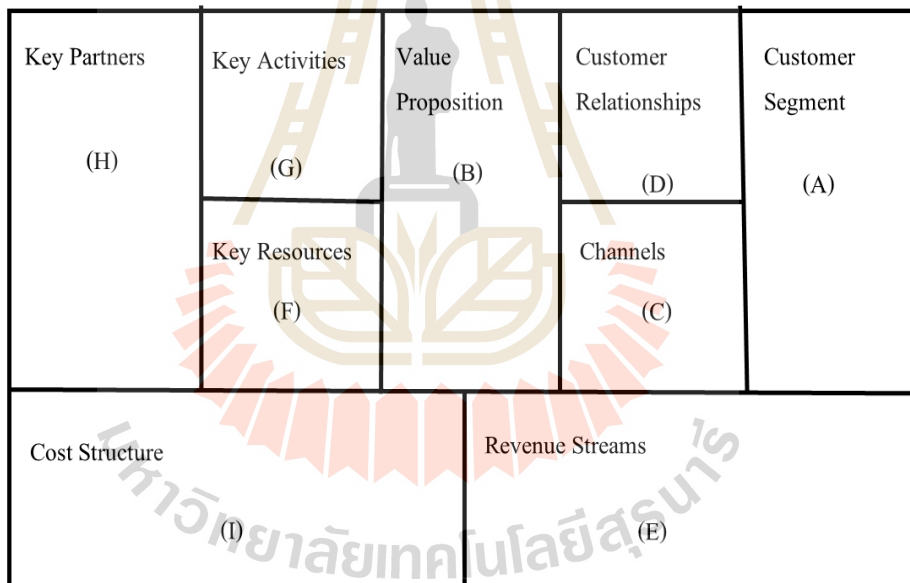 Key Partners
(H)
Key Activities
(G)
Key Resources
(F)
Value
Proposition
(B)
Customer
Relationships
(D)
Channels
(C)
Customer
Segment
(A)
Cost Structure
(I)
Revenue Streams
(E)
มหาวิทยาลัยเทคโนโลยีสุรนารี